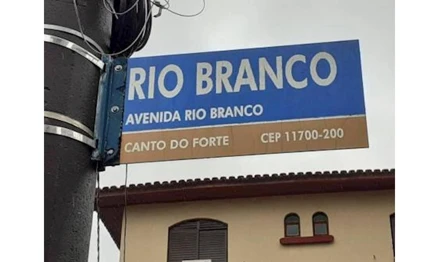 RIO BRANCO
AVENIDA RIO BRANCO
CANTO DO FORTE CEP 11700-200